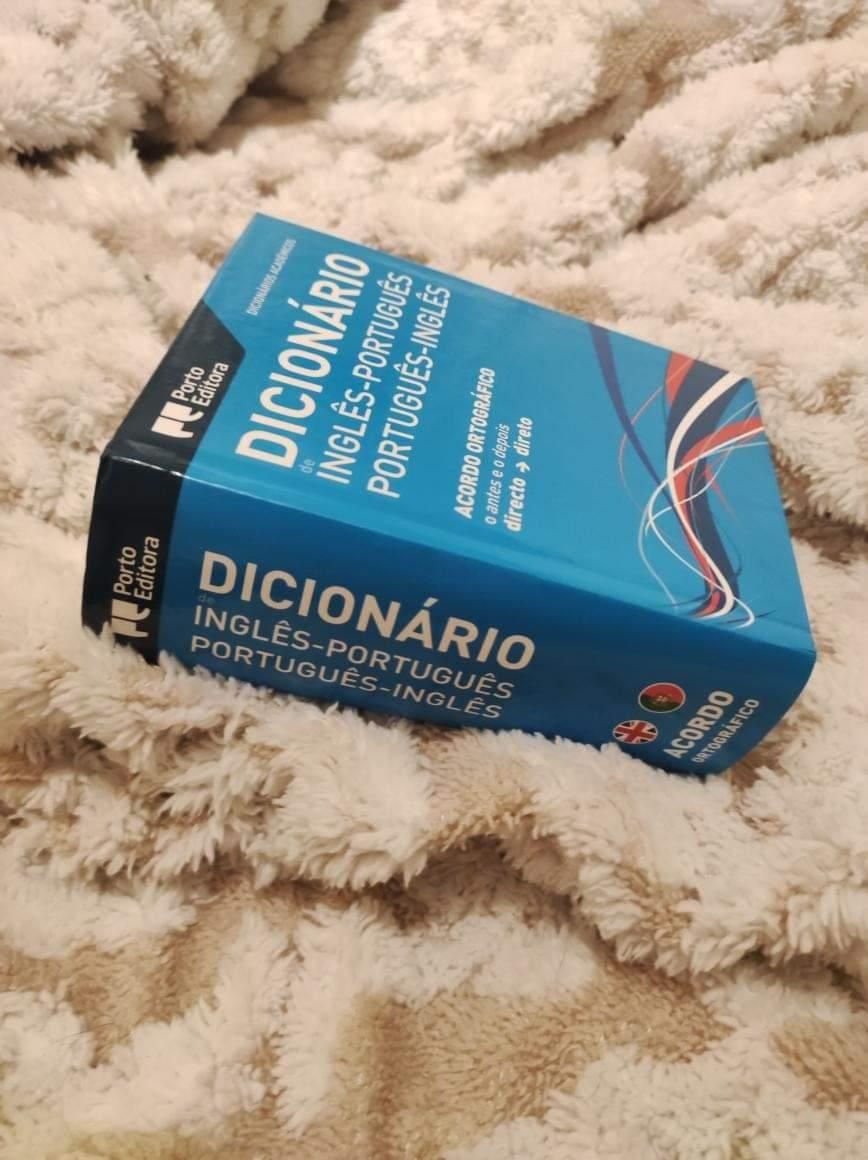 DICIONÁRIOS ACADÉMICOS
DICIONÁRIO
de
INGLÊS-PORTUGUÊS
PORTUGUÊS-INGLÊS
ACORDO ORTOGRÁFICO
o antes e o depois
directo → direto
Porto
Editora
Porto
Editora
DICIONÁRIO
de
INGLÊS-PORTUGUÊS
PORTUGUÊS-INGLÊS
ACORDO
ORTOGRÁFICO